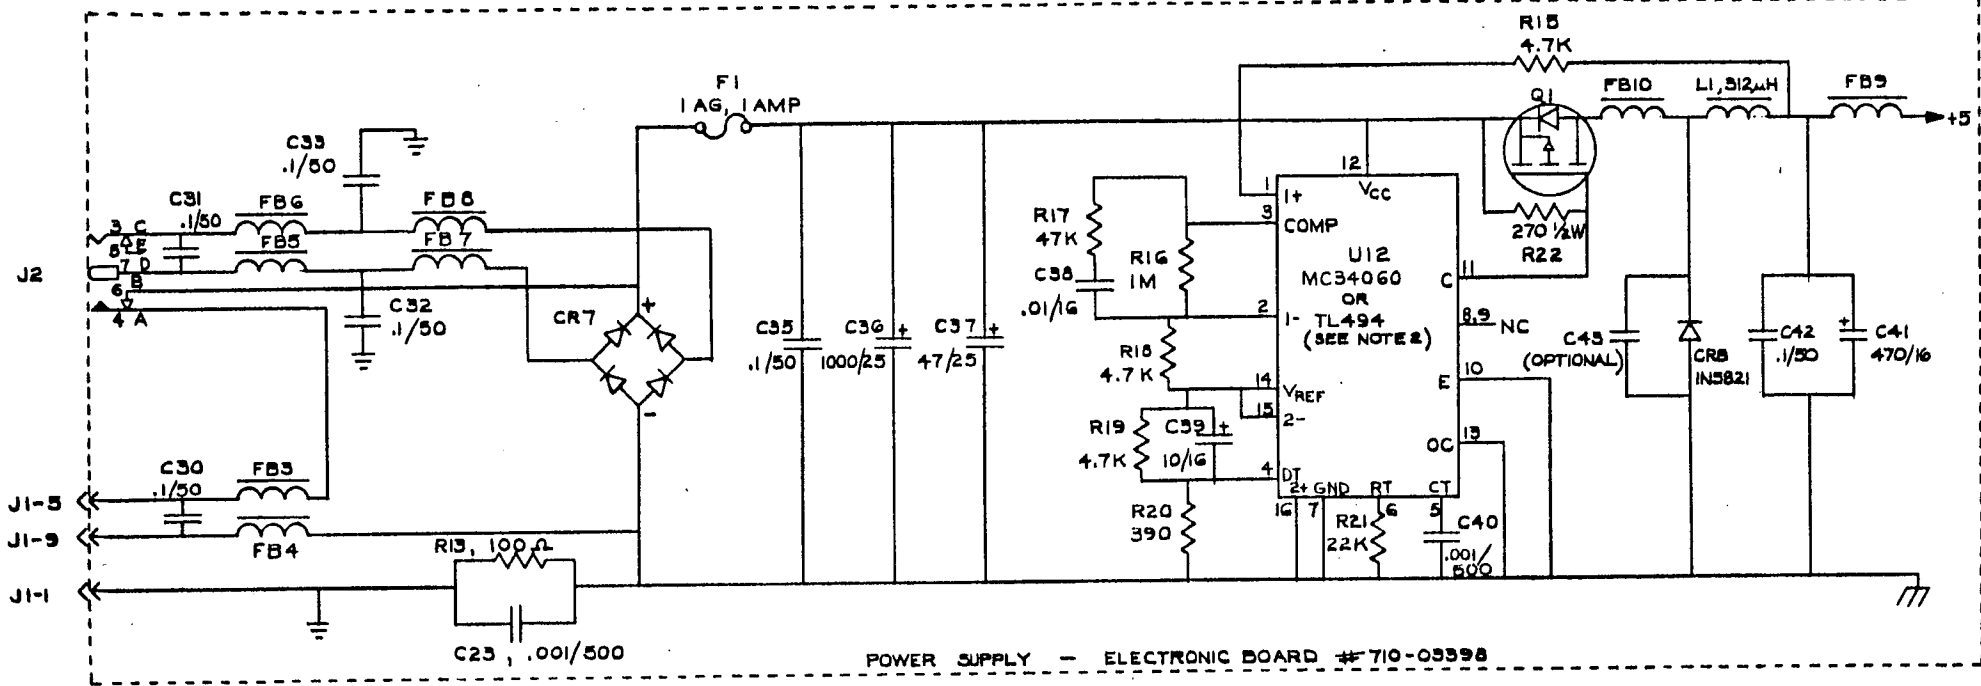 R15
4.7K
F1
1 AG, 1 AMP
Q1
FB10
L1, 312µH
FB9
+5
C33
.1/50
C31
.1/50
FB6
FB8
12
VCC
1
1+
3
COMP
270 ½W
R22
3 C
8 E
7 D
B
6
4 A
J2
FB5
FB7
R17
47K
R16
1M
C38
.01/16
U12
MC34060
OR
TL494
(SEE NOTE 2)
C
11
8,9
NC
2
1-
C32
.1/50
CR7
+
-
C35
.1/50
C36
+
1000/25
C37
+
47/25
R18
4.7K
C43
(OPTIONAL)
CR8
1N5821
C42
.1/50
+
C41
470/16
14
VREF
15
2-
10
E
R19
4.7K
C39
+
10/16
4
DT
13
OC
2+
GND
RT
CT
16
7
6
5
C30
.1/50
FB3
J1-5
J1-9
FB4
R20
390
R21
22K
C40
.001/
500
R13, 100Ω
J1-1
C23, .001/500
POWER SUPPLY - ELECTRONIC BOARD # 710-03398